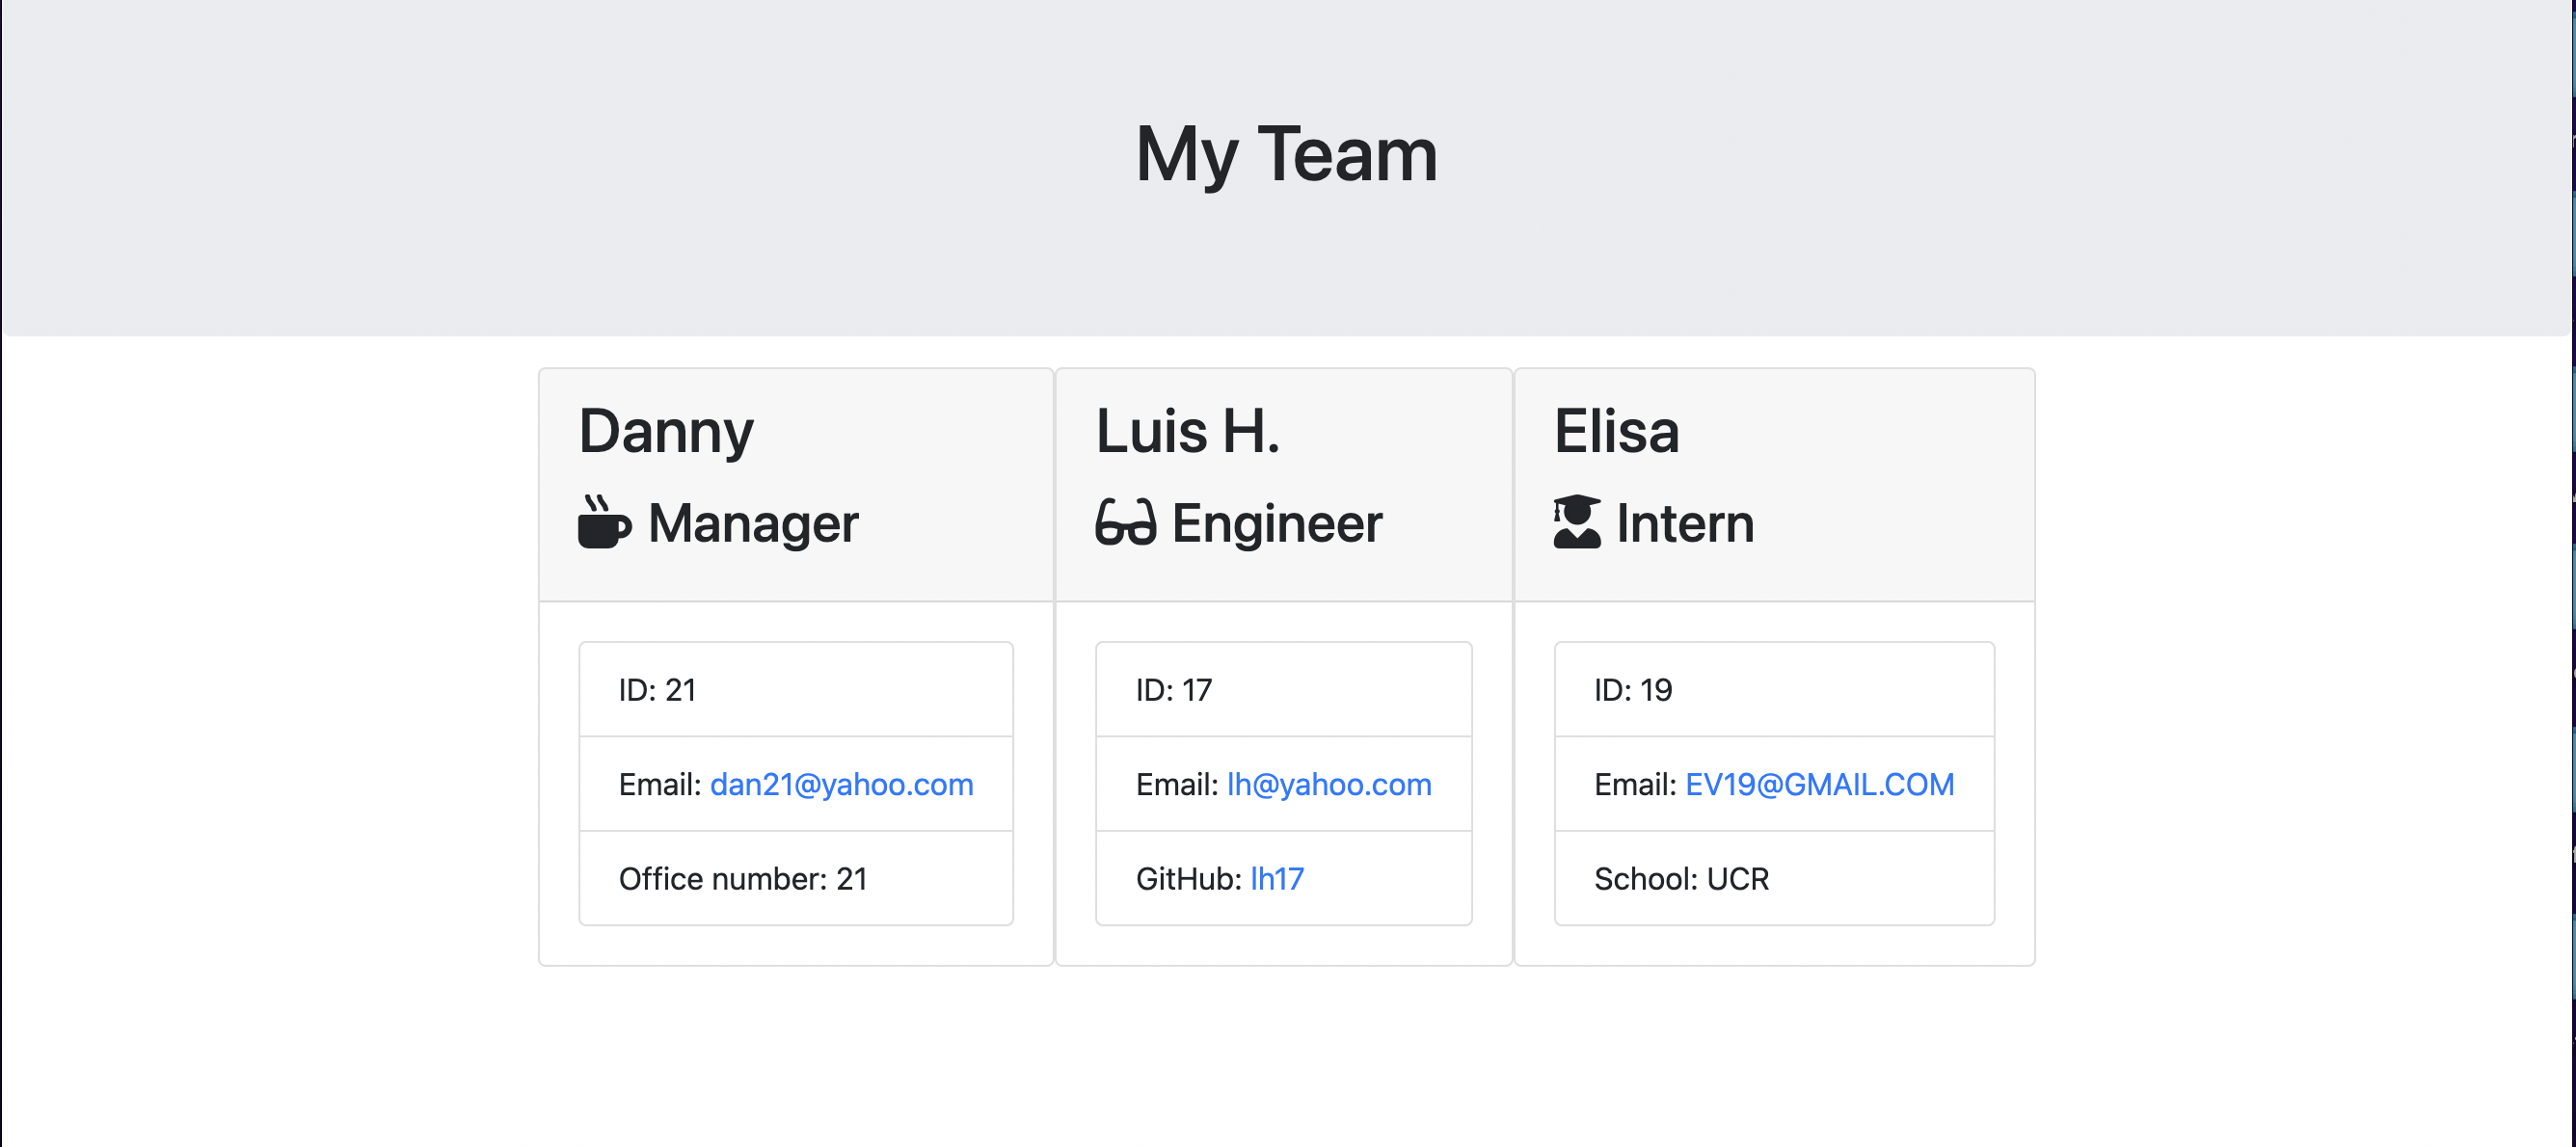 My Team
Danny
Manager
ID: 21
Email: dan21@yahoo.com
Office number: 21
Luis H.
Engineer
ID: 17
Email: lh@yahoo.com
GitHub: lh17
Elisa
Intern
ID: 19
Email: EV19@GMAIL.COM
School: UCR